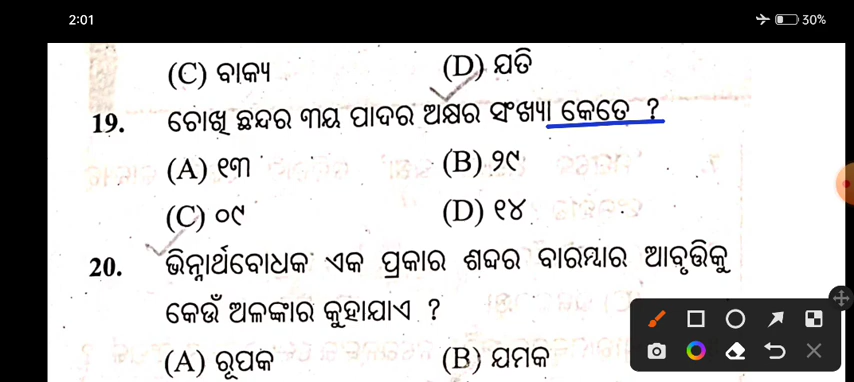 2:01 30%
(C) ବାକ୍ୟ (D) ଯତି
19. ଚୋଖି ଛନ୍ଦର ୩ୟ ପାଦର ଅକ୍ଷର ସଂଖ୍ୟା କେତେ ?
(A) ୧୩ (B) ୨୯
(C) ୦୯ (D) ୧୪
20. ଭିନ୍ନାର୍ଥବୋଧକ ଏକ ପ୍ରକାର ଶବ୍ଦର ବାରମ୍ବାର ଆବୃତ୍ତିକୁ
କେଉଁ ଅଳଙ୍କାର କୁହାଯାଏ ?
(A) ରୂପକ (B) ଯମକ